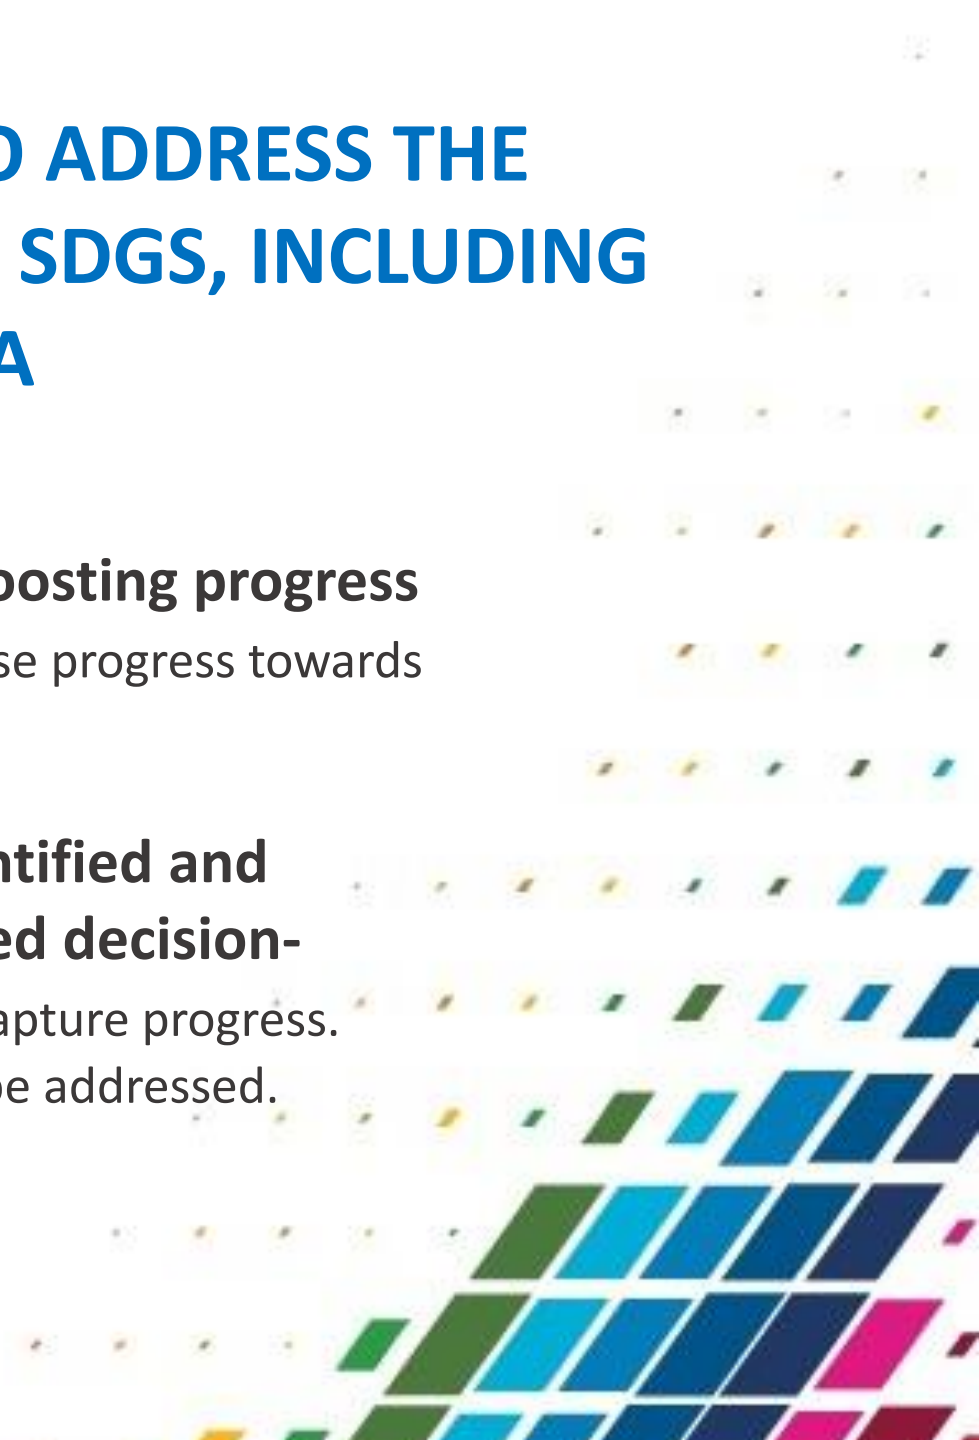 O ADDRESS THE
SDGS, INCLUDING
A
oosting progress
se progress towards
ntified and
ed decision-
apture progress.
be addressed.